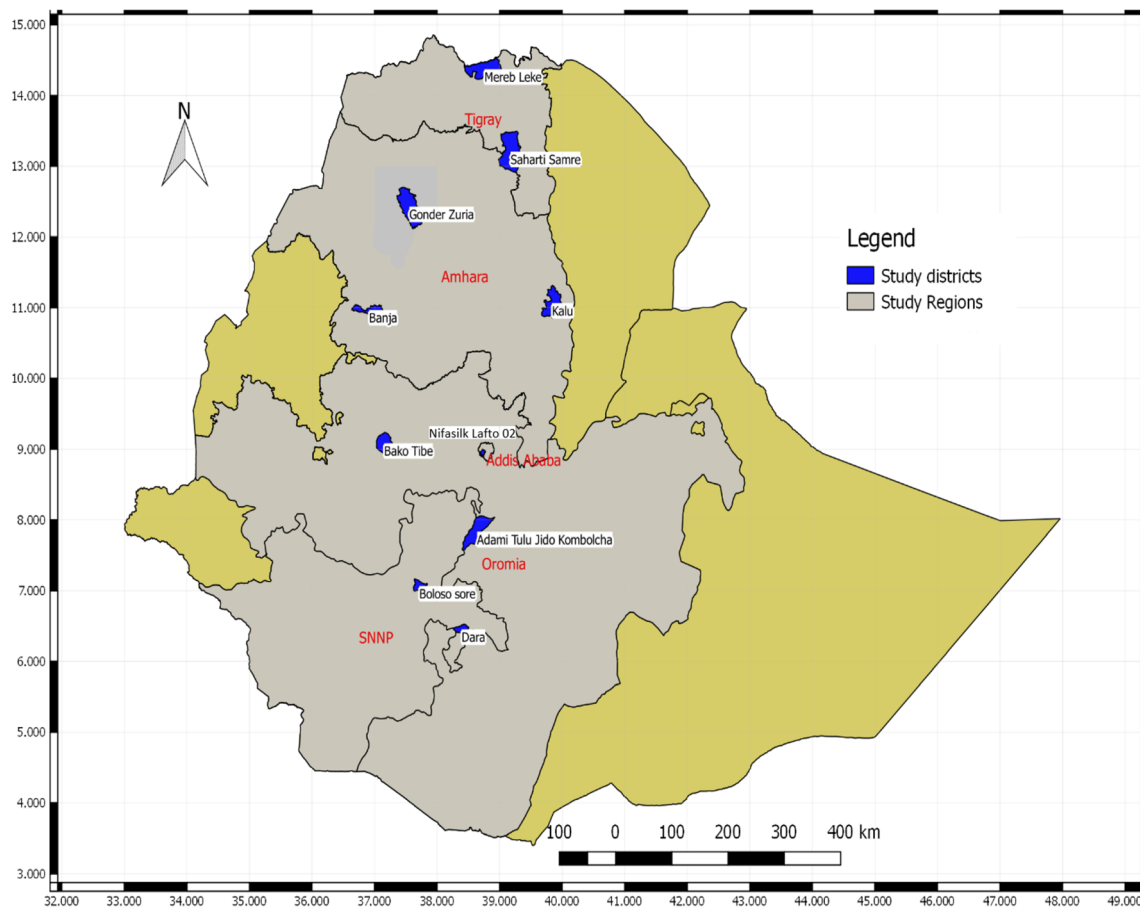 15.000
14.000
13.000
12.000
11.000
10.000
9.000
8.000
7.000
6.000
5.000
4.000
3.000
N
Mereb Leke
Tigray
Saharti Samre
Gonder Zuria
Amhara
Banja
Kalu
Nifasilk Lafto 02
Bako Tibe
Addis Ababa
Adami Tulu Jido Kombolcha
Oromia
Boloso sore
SNNP
Dara
Legend
Study districts
Study Regions
100 0 100 200 300 400 km
32.000 33.000 34.000 35.000 36.000 37.000 38.000 39.000 40.000 41.000 42.000 43.000 44.000 45.000 46.000 47.000 48.000 49.000